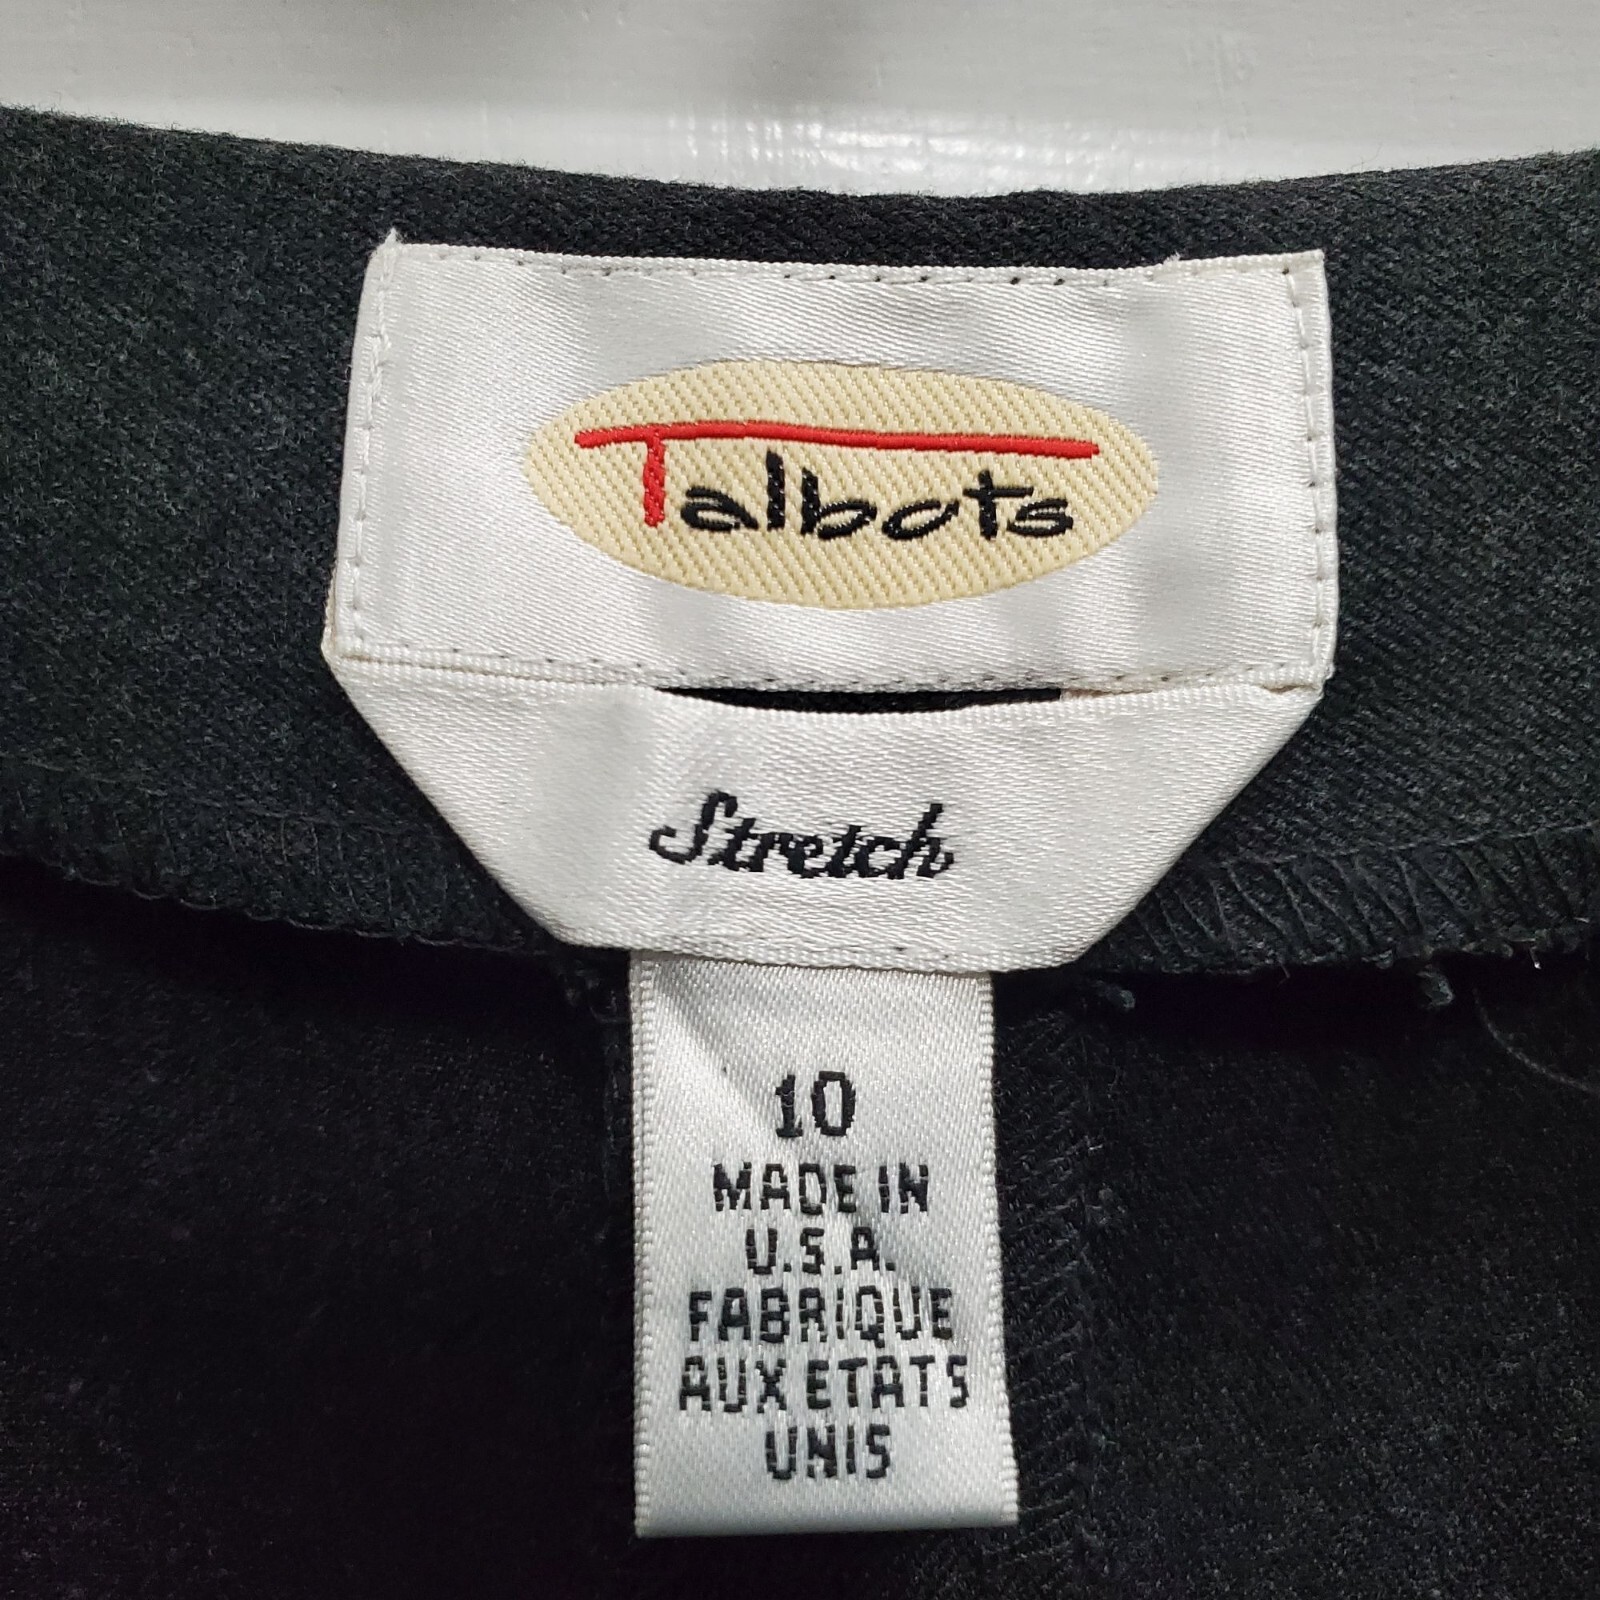 Talbots
Stretch
10
MADE IN
U.S.A.
FABRIQUE
AUX ETATS
UNIS